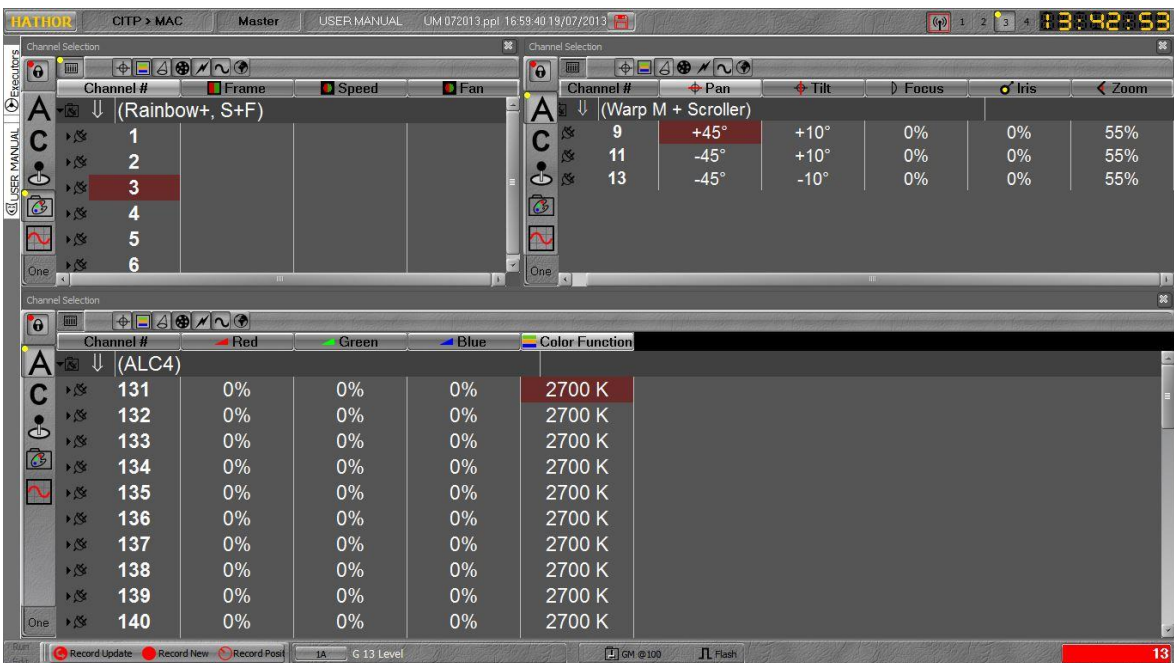 HATHOR CITP > MAC Master USER MANUAL UM 072013.ppl 16:59:40 19/07/2013 1 2 3 4 13:42:53
Executors
USER MANUAL
Channel Selection
Channel # Frame Speed Fan
A (Rainbow+, S+F)
1
C 2
3
4
5
One 6
Channel Selection
Channel # Pan Tilt Focus Iris Zoom
A (Warp M + Scroller)
C 9 +45° +10° 0% 0% 55%
11 -45° +10° 0% 0% 55%
13 -45° -10° 0% 0% 55%
One
Channel Selection
Channel # Red Green Blue Color Function
A (ALC4)
C 131 0% 0% 0% 2700 K
132 0% 0% 0% 2700 K
133 0% 0% 0% 2700 K
134 0% 0% 0% 2700 K
135 0% 0% 0% 2700 K
136 0% 0% 0% 2700 K
137 0% 0% 0% 2700 K
138 0% 0% 0% 2700 K
139 0% 0% 0% 2700 K
One 140 0% 0% 0% 2700 K
Record Update Record New Record Posit 1A G 13 Level GM @100 Flash 13